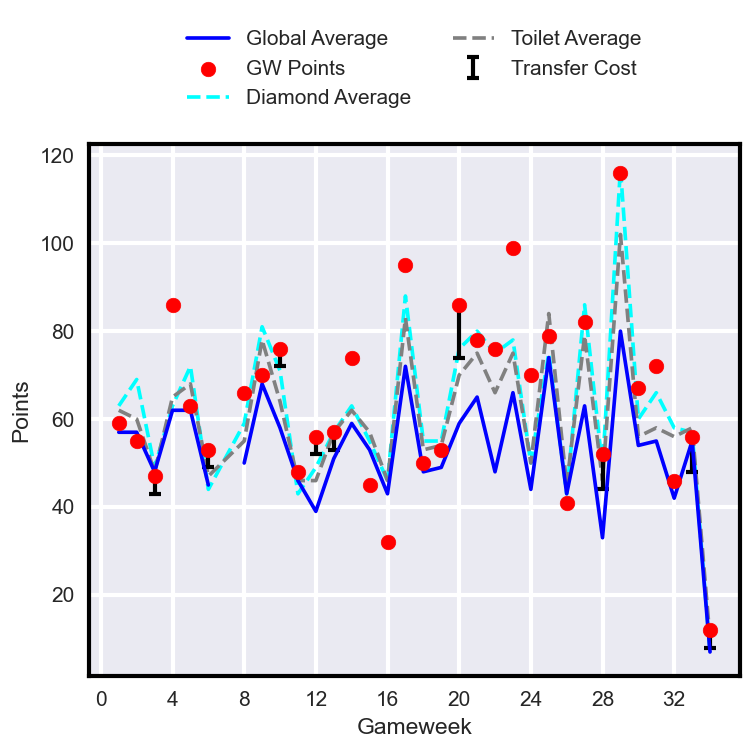 Global Average
GW Points
Diamond Average
Toilet Average
Transfer Cost
120
100
80
60
40
20
Points
0 4 8 12 16 20 24 28 32
Gameweek